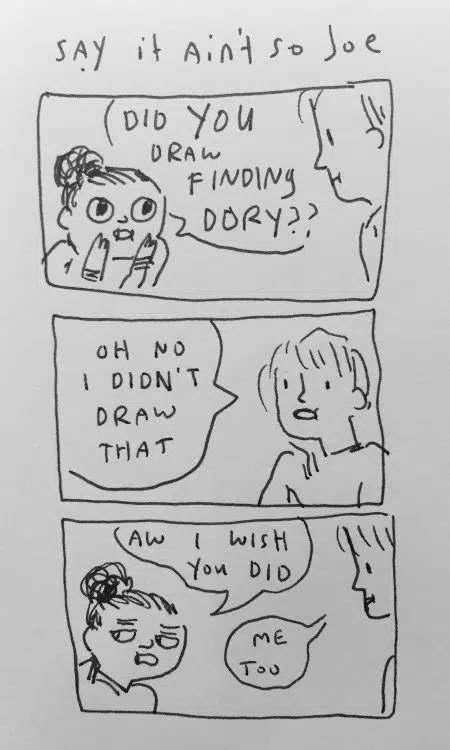 SAY it Ain't so Joe
DID YOU
DRAW
FINDING
DORY??
OH NO
I DIDN'T
DRAW
THAT
AW I WISH
YOU DID
ME
TOO